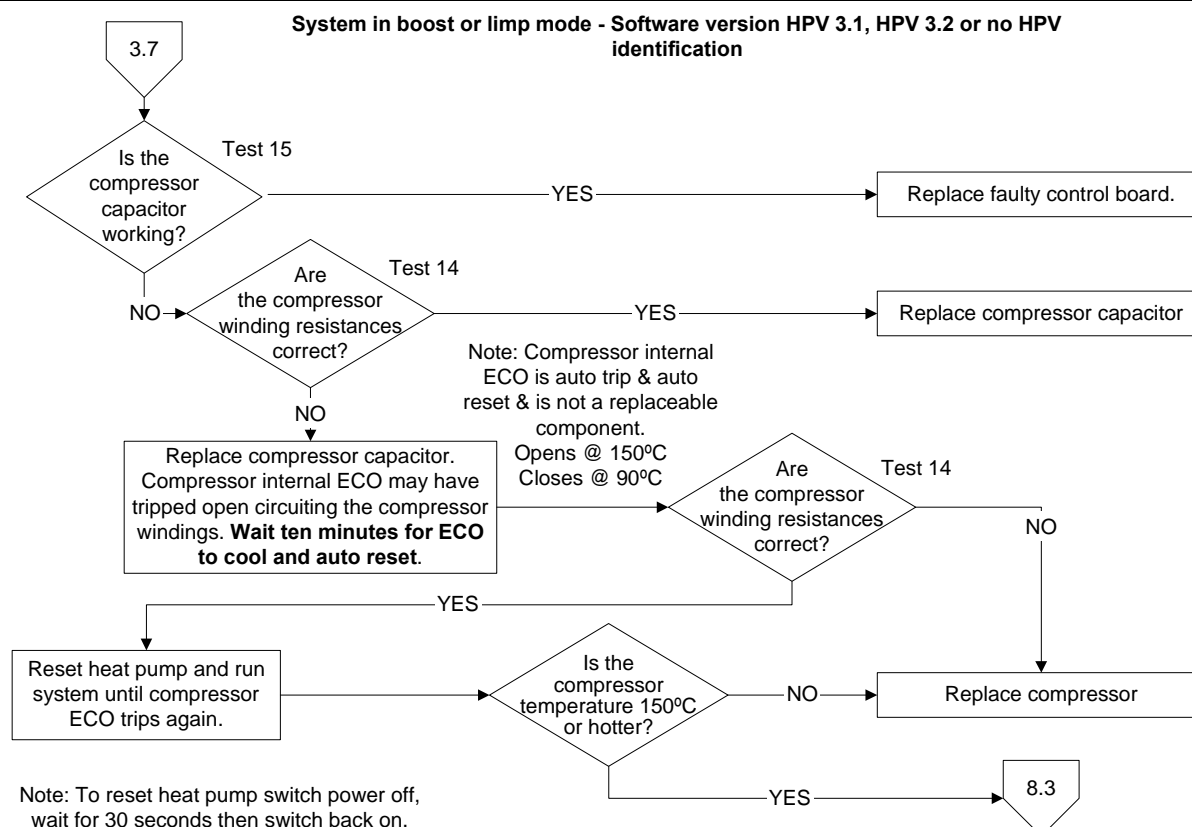 System in boost or limp mode - Software version HPV 3.1, HPV 3.2 or no HPV
identification
3.7
Test 15
Is the
compressor
capacitor
working?
YES
Replace faulty control board.
Test 14
Are
the compressor
winding resistances
correct?
NO
YES
Replace compressor capacitor
Note: Compressor internal
ECO is auto trip & auto
reset & is not a replaceable
component.
Opens @ 150ºC
Closes @ 90ºC
NO
Replace compressor capacitor.
Compressor internal ECO may have
tripped open circuiting the compressor
windings. Wait ten minutes for ECO
to cool and auto reset.
Test 14
Are
the compressor
winding resistances
correct?
NO
YES
Reset heat pump and run
system until compressor
ECO trips again.
Is the
compressor
temperature 150ºC
or hotter?
NO
Replace compressor
YES
8.3
Note: To reset heat pump switch power off,
wait for 30 seconds then switch back on.